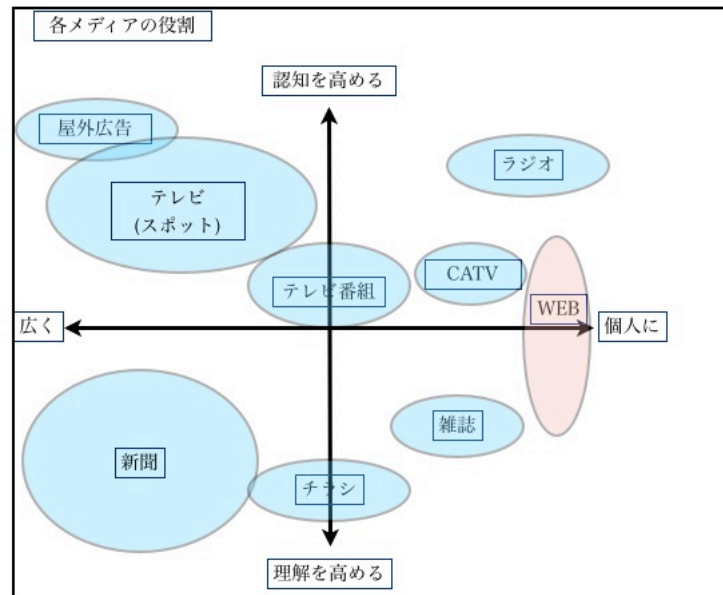 各メディアの役割
認知を高める
屋外広告
ラジオ
テレビ
(スポット)
CATV
テレビ番組
WEB
広く
個人に
雑誌
新聞
チラシ
理解を高める